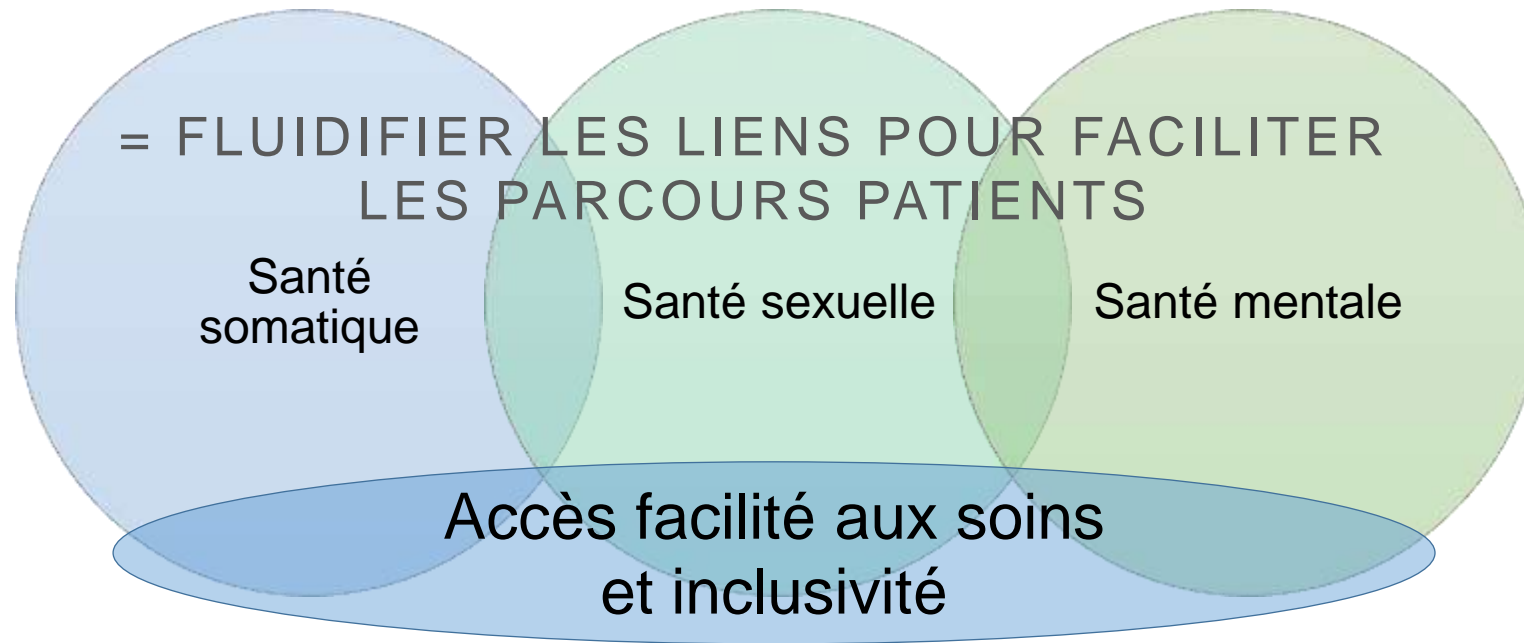 = FLUIDIFIER LES LIENS POUR FACILITER
LES PARCOURS PATIENTS
Santé
somatique
Santé sexuelle
Santé mentale
Accès facilité aux soins
et inclusivité